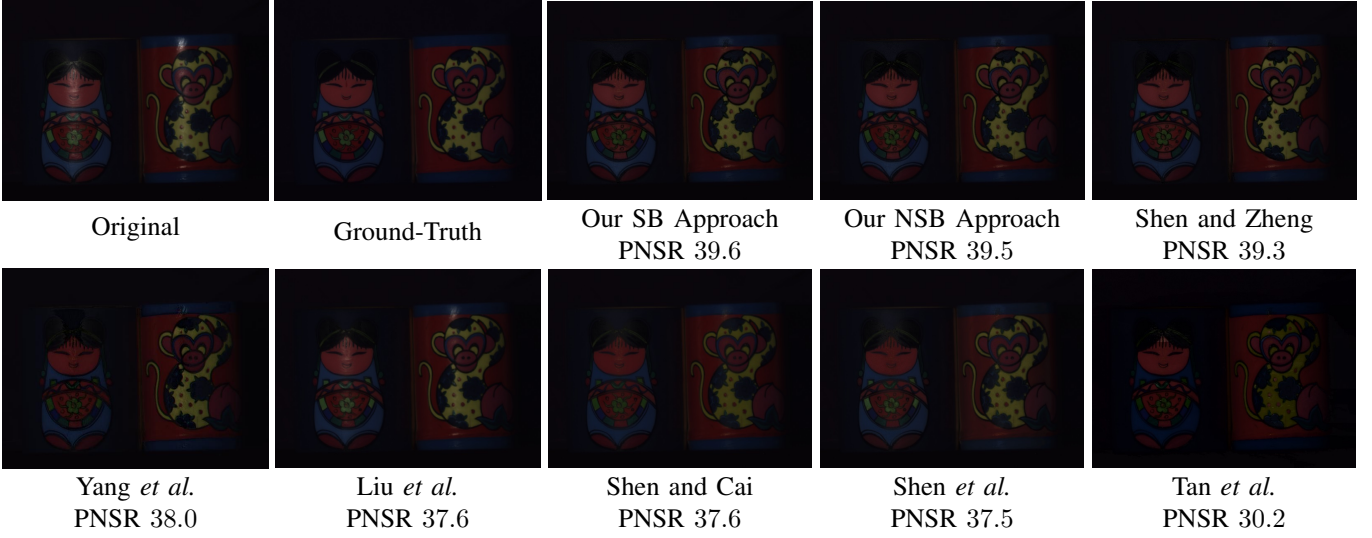 Original
Ground-Truth
Our SB Approach
PNSR 39.6
Our NSB Approach
PNSR 39.5
Shen and Zheng
PNSR 39.3
Yang et al.
PNSR 38.0
Liu et al.
PNSR 37.6
Shen and Cai
PNSR 37.6
Shen et al.
PNSR 37.5
Tan et al.
PNSR 30.2